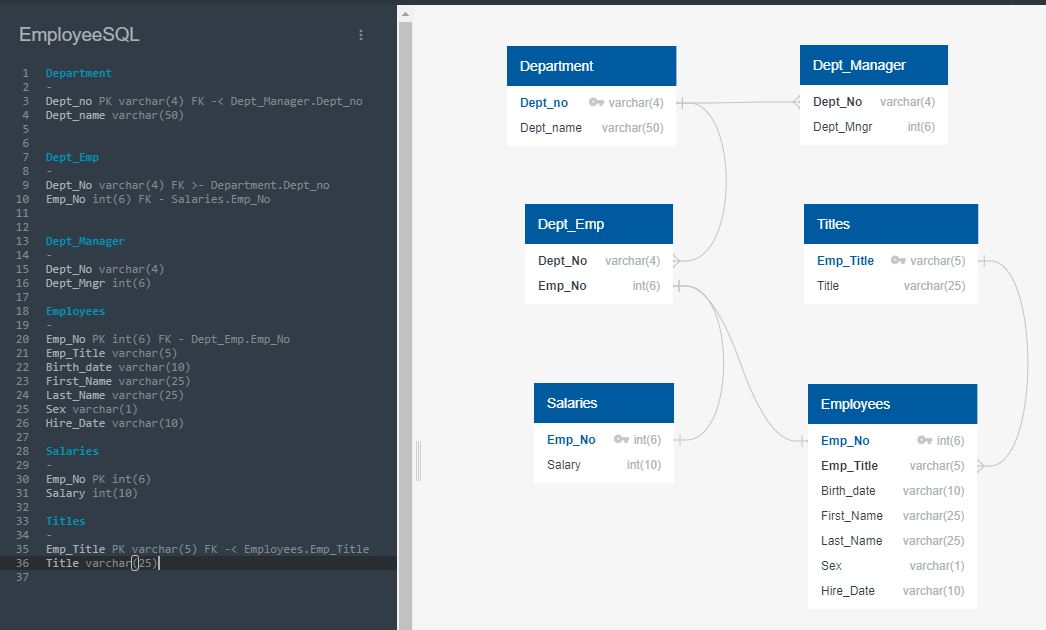 EmployeeSQL
1 Department
2 -
3 Dept_no PK varchar(4) FK -< Dept_Manager.Dept_no
4 Dept_name varchar(50)
5
6
7 Dept_Emp
8 -
9 Dept_No varchar(4) FK >- Department.Dept_no
10 Emp_No int(6) FK - Salaries.Emp_No
11
12
13 Dept_Manager
14 -
15 Dept_No varchar(4)
16 Dept_Mngr int(6)
17
18 Employees
19 -
20 Emp_No PK int(6) FK - Dept_Emp.Emp_No
21 Emp_Title varchar(5)
22 Birth_date varchar(10)
23 First_Name varchar(25)
24 Last_Name varchar(25)
25 Sex varchar(1)
26 Hire_Date varchar(10)
27
28 Salaries
29 -
30 Emp_No PK int(6)
31 Salary int(10)
32
33 Titles
34 -
35 Emp_Title PK varchar(5) FK -< Employees.Emp_Title
36 Title varchar(25)
37
Department
Dept_no varchar(4)
Dept_name varchar(50)
Dept_Manager
Dept_No varchar(4)
Dept_Mngr int(6)
Dept_Emp
Dept_No varchar(4)
Emp_No int(6)
Titles
Emp_Title varchar(5)
Title varchar(25)
Salaries
Emp_No int(6)
Salary int(10)
Employees
Emp_No int(6)
Emp_Title varchar(5)
Birth_date varchar(10)
First_Name varchar(25)
Last_Name varchar(25)
Sex varchar(1)
Hire_Date varchar(10)